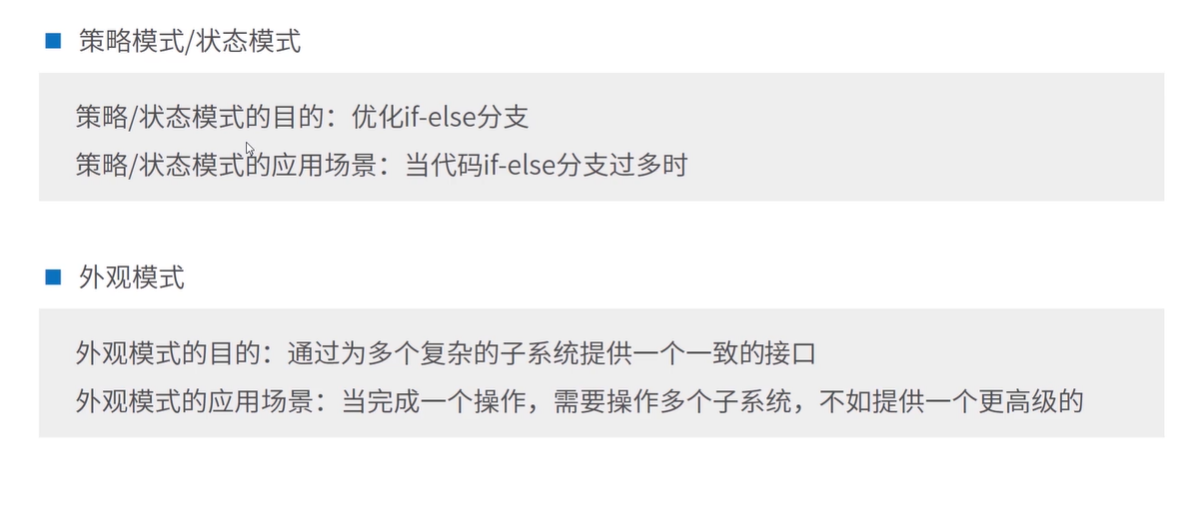 策略模式/状态模式
策略/状态模式的目的：优化if-else分支
策略/状态模式的应用场景：当代码if-else分支过多时
外观模式
外观模式的目的：通过为多个复杂的子系统提供一个一致的接口
外观模式的应用场景：当完成一个操作，需要操作多个子系统，不如提供一个更高级的